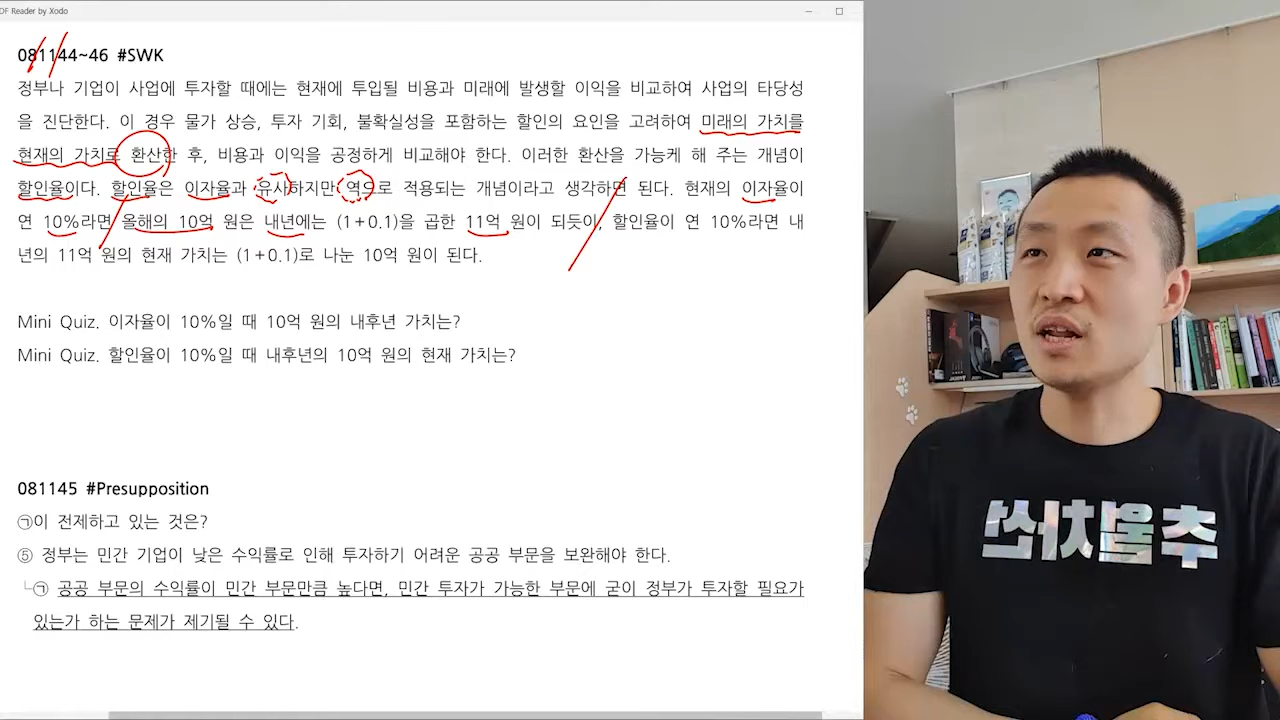 DF Reader by Xodo
081144~46 #SWK
정부나 기업이 사업에 투자할 때에는 현재에 투입될 비용과 미래에 발생할 이익을 비교하여 사업의 타당성
을 진단한다. 이 경우 물가 상승, 투자 기회, 불확실성을 포함하는 할인의 요인을 고려하여 미래의 가치를
현재의 가치로 환산한 후, 비용과 이익을 공정하게 비교해야 한다. 이러한 환산을 가능케 해 주는 개념이
할인율이다. 할인율은 이자율과 유사하지만 역으로 적용되는 개념이라고 생각하면 된다. 현재의 이자율이
연 10%라면 올해의 10억 원은 내년에는 (1+0.1)을 곱한 11억 원이 되듯이, 할인율이 연 10%라면 내
년의 11억 원의 현재 가치는 (1+0.1)로 나눈 10억 원이 된다.
Mini Quiz. 이자율이 10%일 때 10억 원의 내후년 가치는?
Mini Quiz. 할인율이 10%일 때 내후년의 10억 원의 현재 가치는?
081145 #Presupposition
㉠이 전제하고 있는 것은?
⑤ 정부는 민간 기업이 낮은 수익률로 인해 투자하기 어려운 공공 부문을 보완해야 한다.
└㉠ 공공 부문의 수익률이 민간 부문만큼 높다면, 민간 투자가 가능한 부문에 굳이 정부가 투자할 필요가
있는가 하는 문제가 제기될 수 있다.